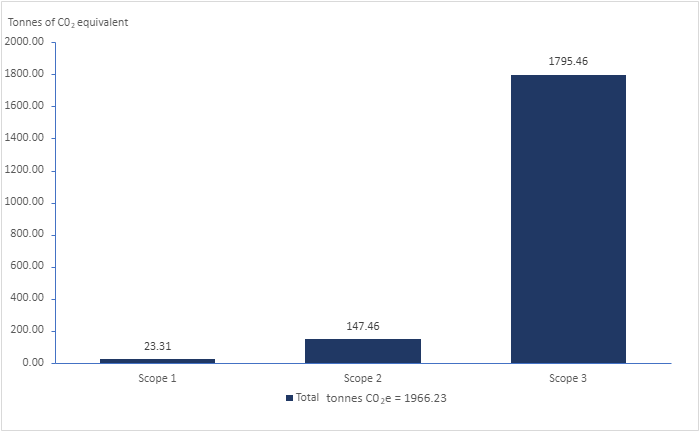 Tonnes of CO₂ equivalent
2000.00
1800.00
1600.00
1400.00
1200.00
1000.00
800.00
600.00
400.00
200.00
0.00
23.31
147.46
1795.46
Scope 1
Scope 2
Scope 3
Total tonnes CO₂e = 1966.23